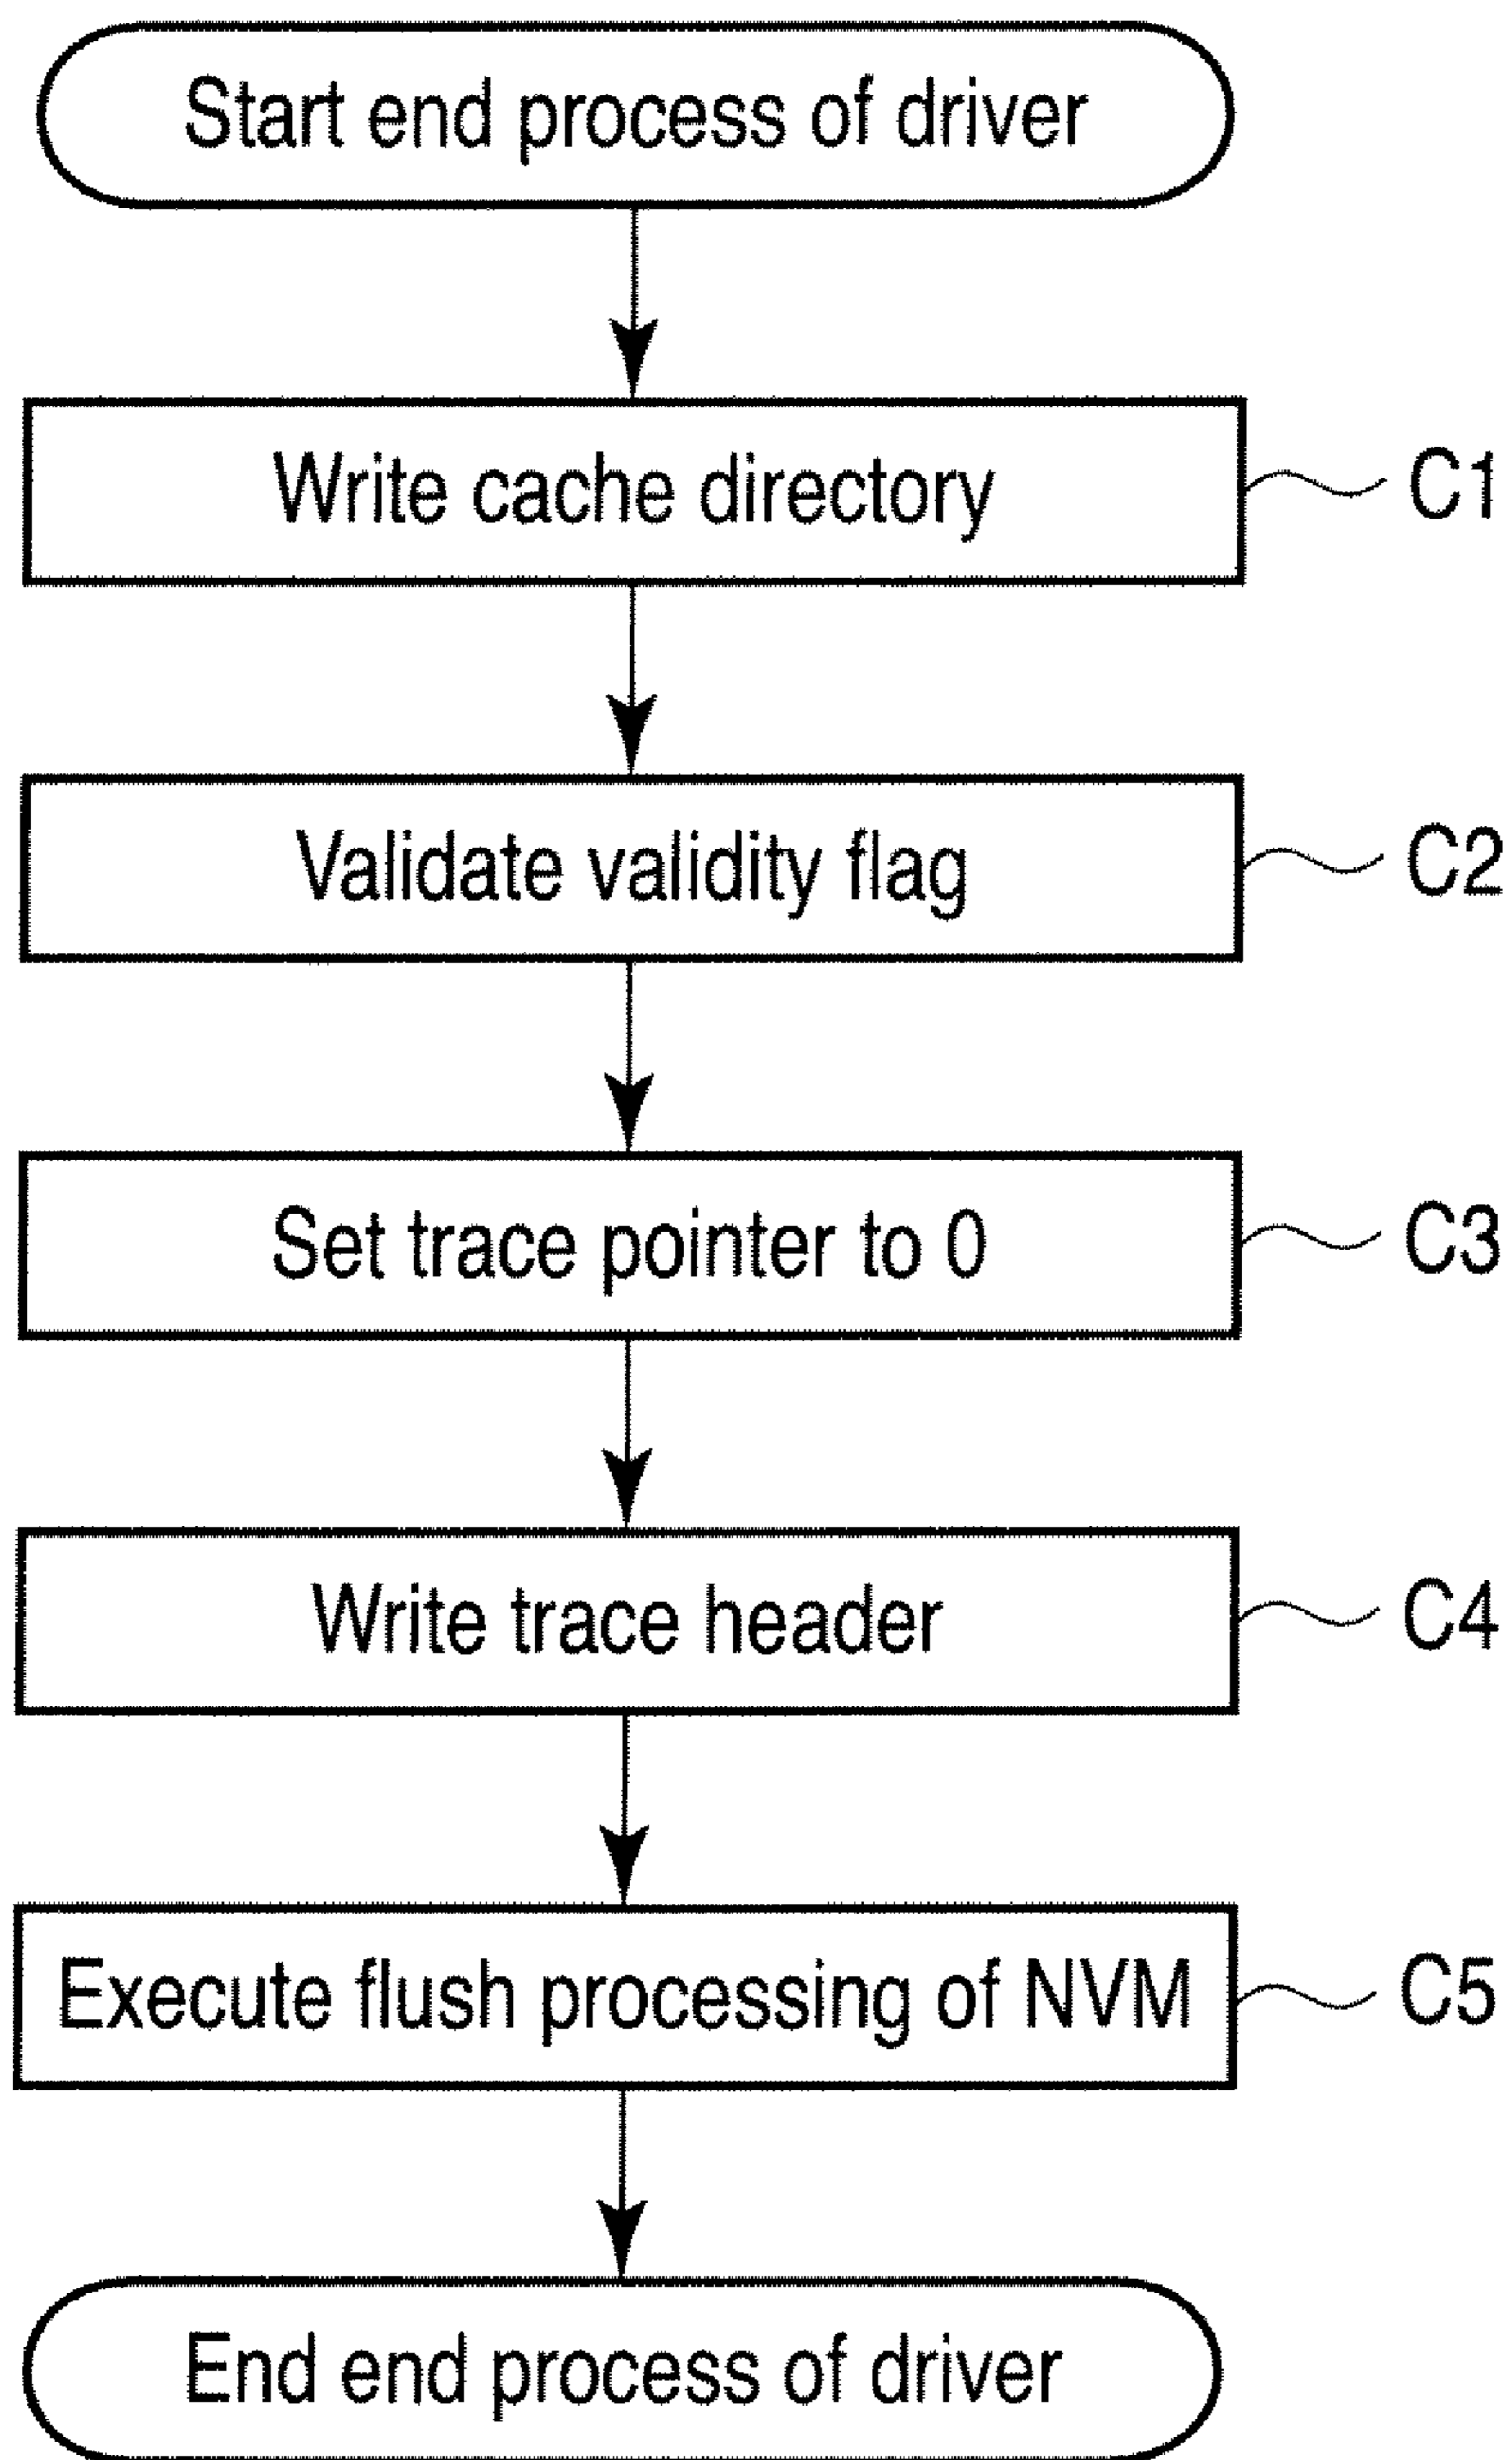 Start end process of driver
Write cache directory C1
Validate validity flag C2
Set trace pointer to 0 C3
Write trace header C4
Execute flush processing of NVM C5
End end process of driver